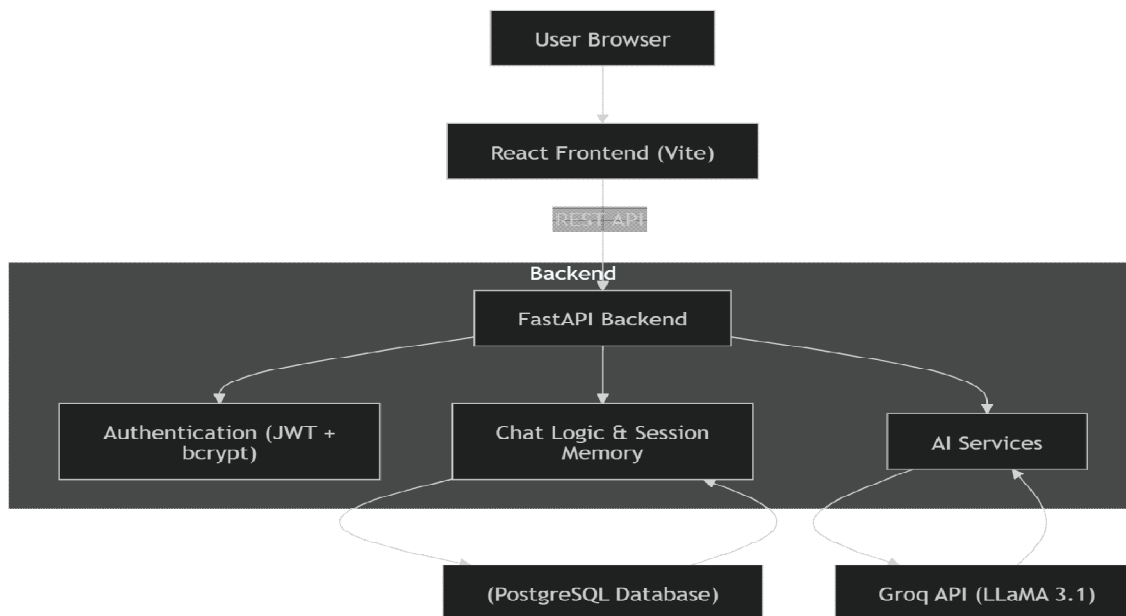 User Browser
React Frontend (Vite)
REST API
Backend
FastAPI Backend
Authentication (JWT +
bcrypt)
Chat Logic & Session
Memory
AI Services
(PostgreSQL Database)
Groq API (LLaMA 3.1)